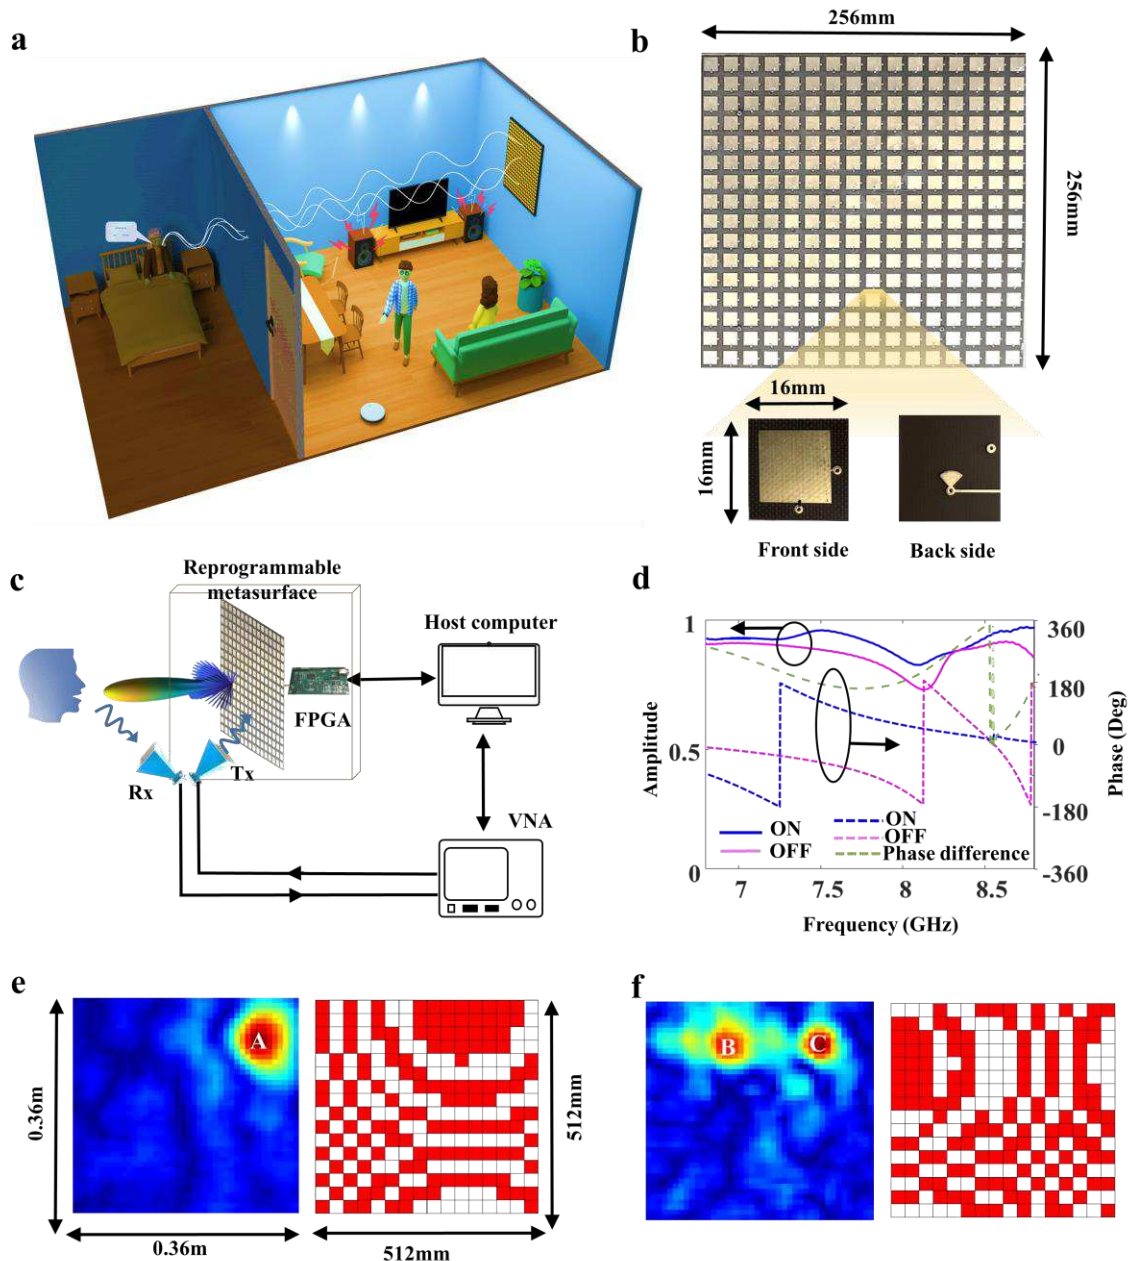 a
b
256mm
256mm
16mm
16mm
Front side
Back side
c
Reprogrammable
metasurface
Host computer
FPGA
Tx
Rx
VNA
d
1
0.5
0
Amplitude
360
180
0
-180
-360
Phase (Deg)
ON
OFF
ON
OFF
Phase difference
7
7.5
8
8.5
Frequency (GHz)
e
A
0.36m
0.36m
512mm
512mm
f
B
C